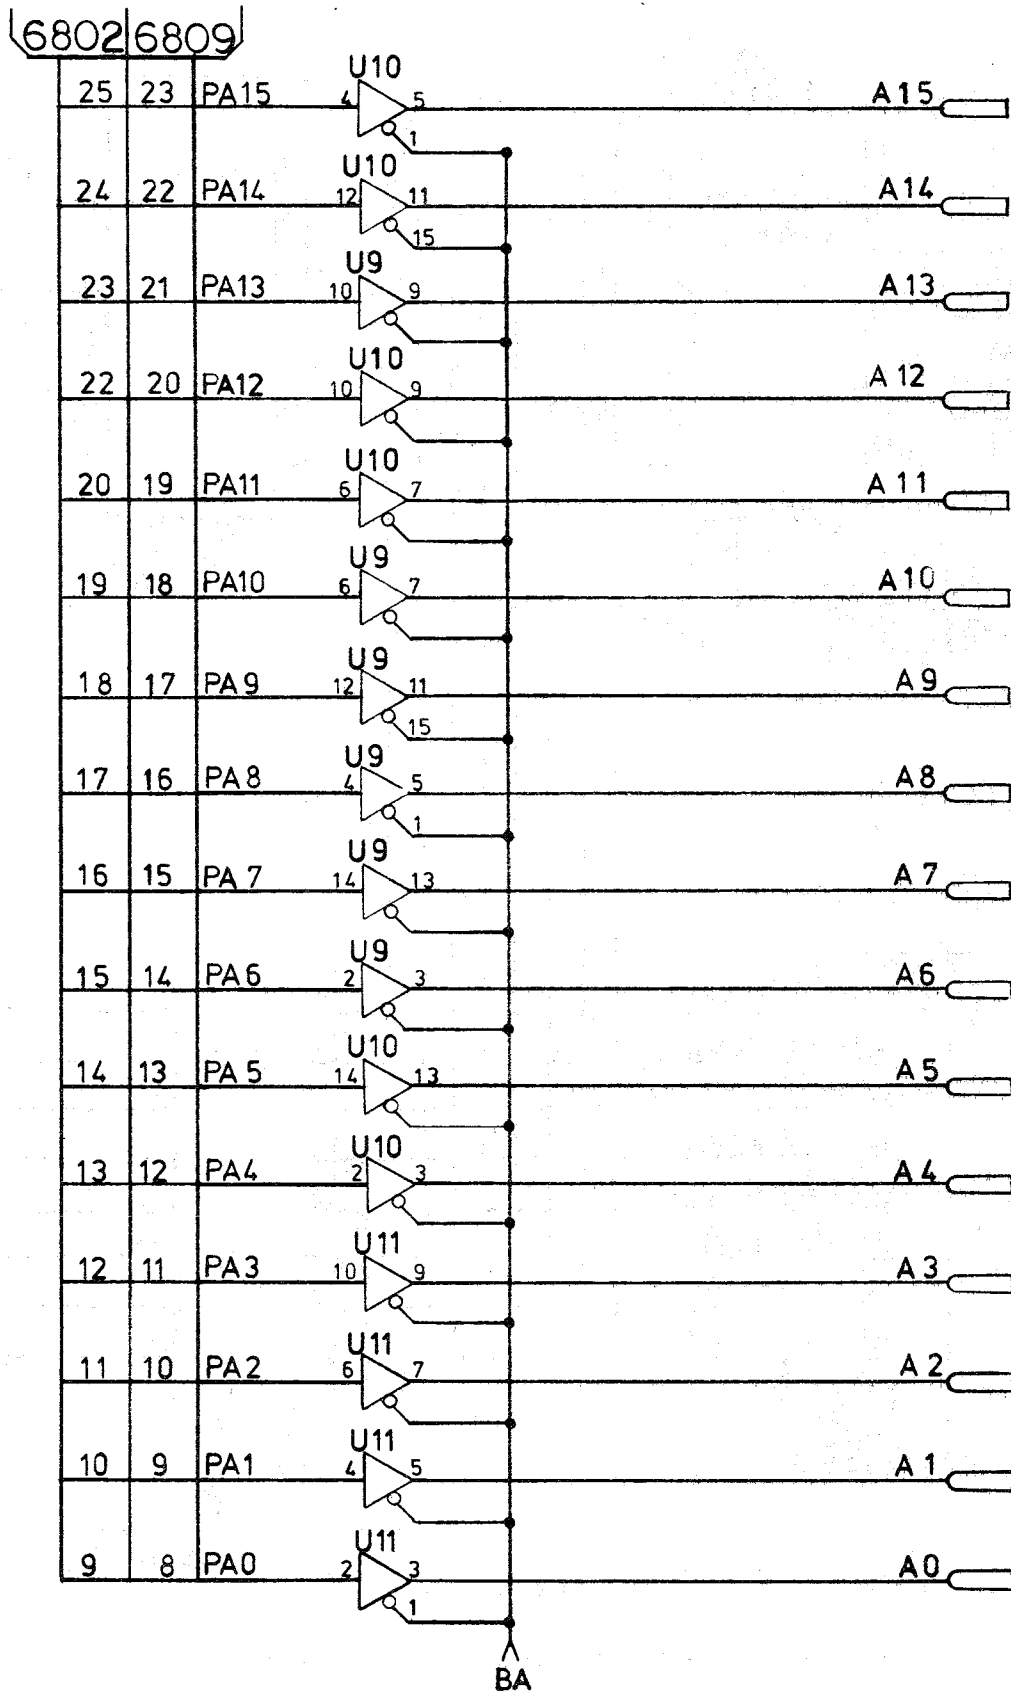 6802 6809
U10
25 23 PA15 4 5 A15
1
U10
24 22 PA14 12 11 A14
15
U9
23 21 PA13 10 9 A13
U10
22 20 PA12 10 9 A12
U10
20 19 PA11 6 7 A11
U9
19 18 PA10 6 7 A10
U9
18 17 PA9 12 11 A9
15
U9
17 16 PA8 4 5 A8
1
U9
16 15 PA7 14 13 A7
U9
15 14 PA6 2 3 A6
U10
14 13 PA5 14 13 A5
U10
13 12 PA4 2 3 A4
U11
12 11 PA3 10 9 A3
U11
11 10 PA2 6 7 A2
U11
10 9 PA1 4 5 A1
U11
9 8 PA0 2 3 A0
1
BA